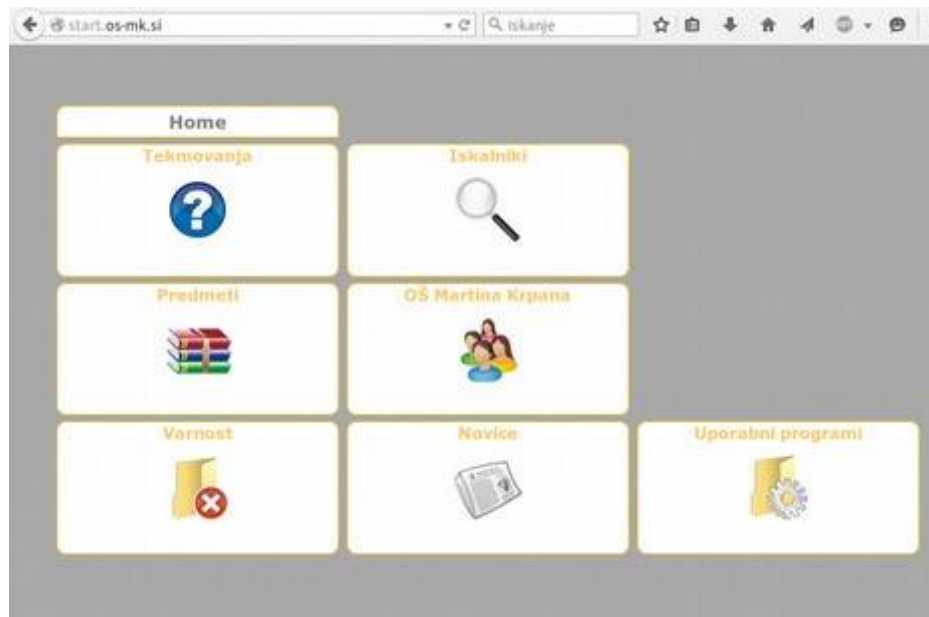 start.os-mk.si
Iskanje
Home
Tekmovanja
Iskalniki
Predmeti
OŠ Martina Krpana
Varnost
Novice
Uporabni programi